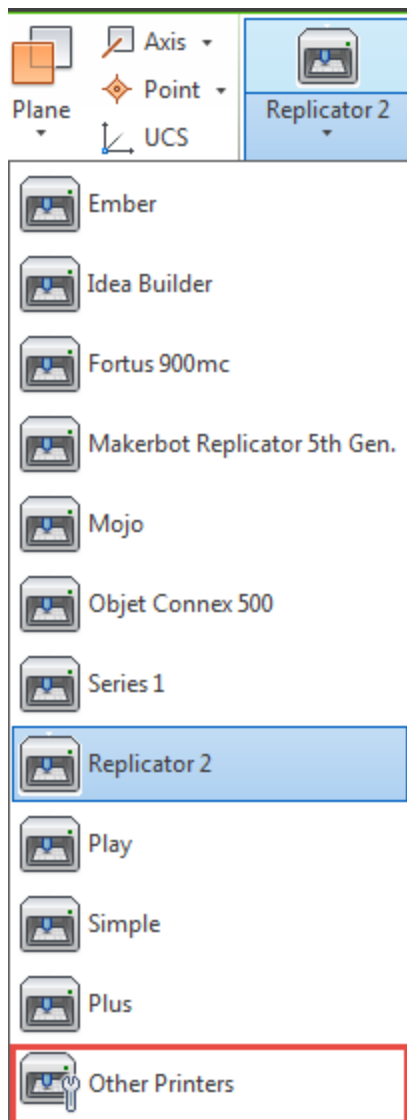 Plane
Axis
Point
UCS
Replicator 2
Ember
Idea Builder
Fortus 900mc
Makerbot Replicator 5th Gen.
Mojo
Objet Connex 500
Series 1
Replicator 2
Play
Simple
Plus
Other Printers